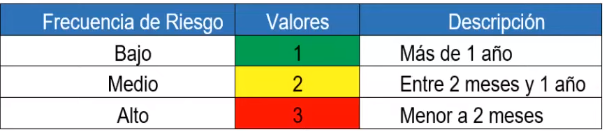 Frecuencia de Riesgo Valores Descripción
Bajo 1 Más de 1 año
Medio 2 Entre 2 meses y 1 año
Alto 3 Menor a 2 meses